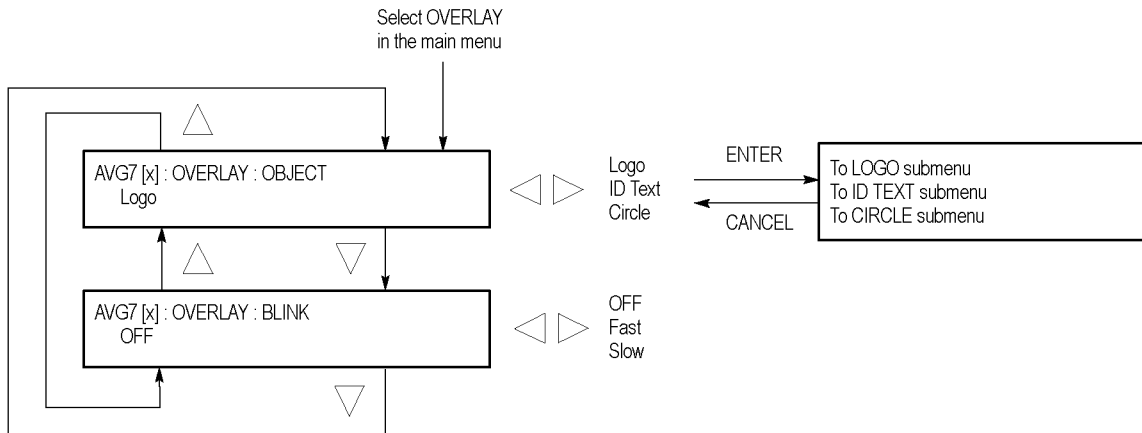 Select OVERLAY
in the main menu
AVG7 [x] : OVERLAY : OBJECT
Logo
Logo
ID Text
Circle
ENTER
CANCEL
To LOGO submenu
To ID TEXT submenu
To CIRCLE submenu
AVG7 [x] : OVERLAY : BLINK
OFF
OFF
Fast
Slow